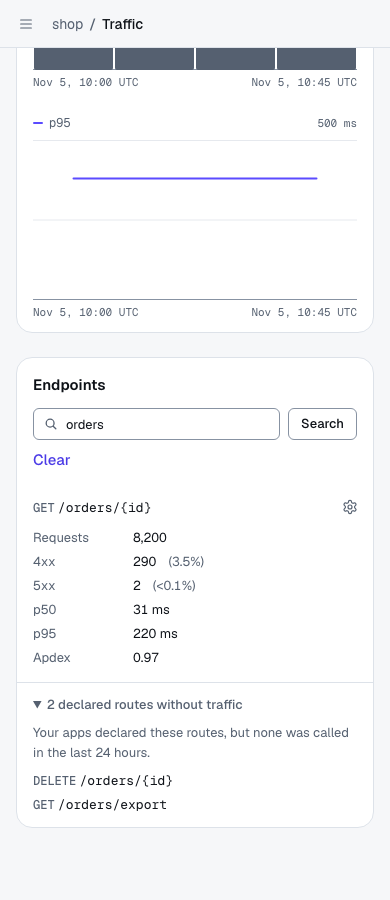 shop / Traffic
Nov 5, 10:00 UTC Nov 5, 10:45 UTC
p95 500 ms
Nov 5, 10:00 UTC Nov 5, 10:45 UTC
Endpoints
orders Search
Clear
GET /orders/{id}
Requests 8,200
4xx 290 (3.5%)
5xx 2 (<0.1%)
p50 31 ms
p95 220 ms
Apdex 0.97
2 declared routes without traffic
Your apps declared these routes, but none was called
in the last 24 hours.
DELETE /orders/{id}
GET /orders/export